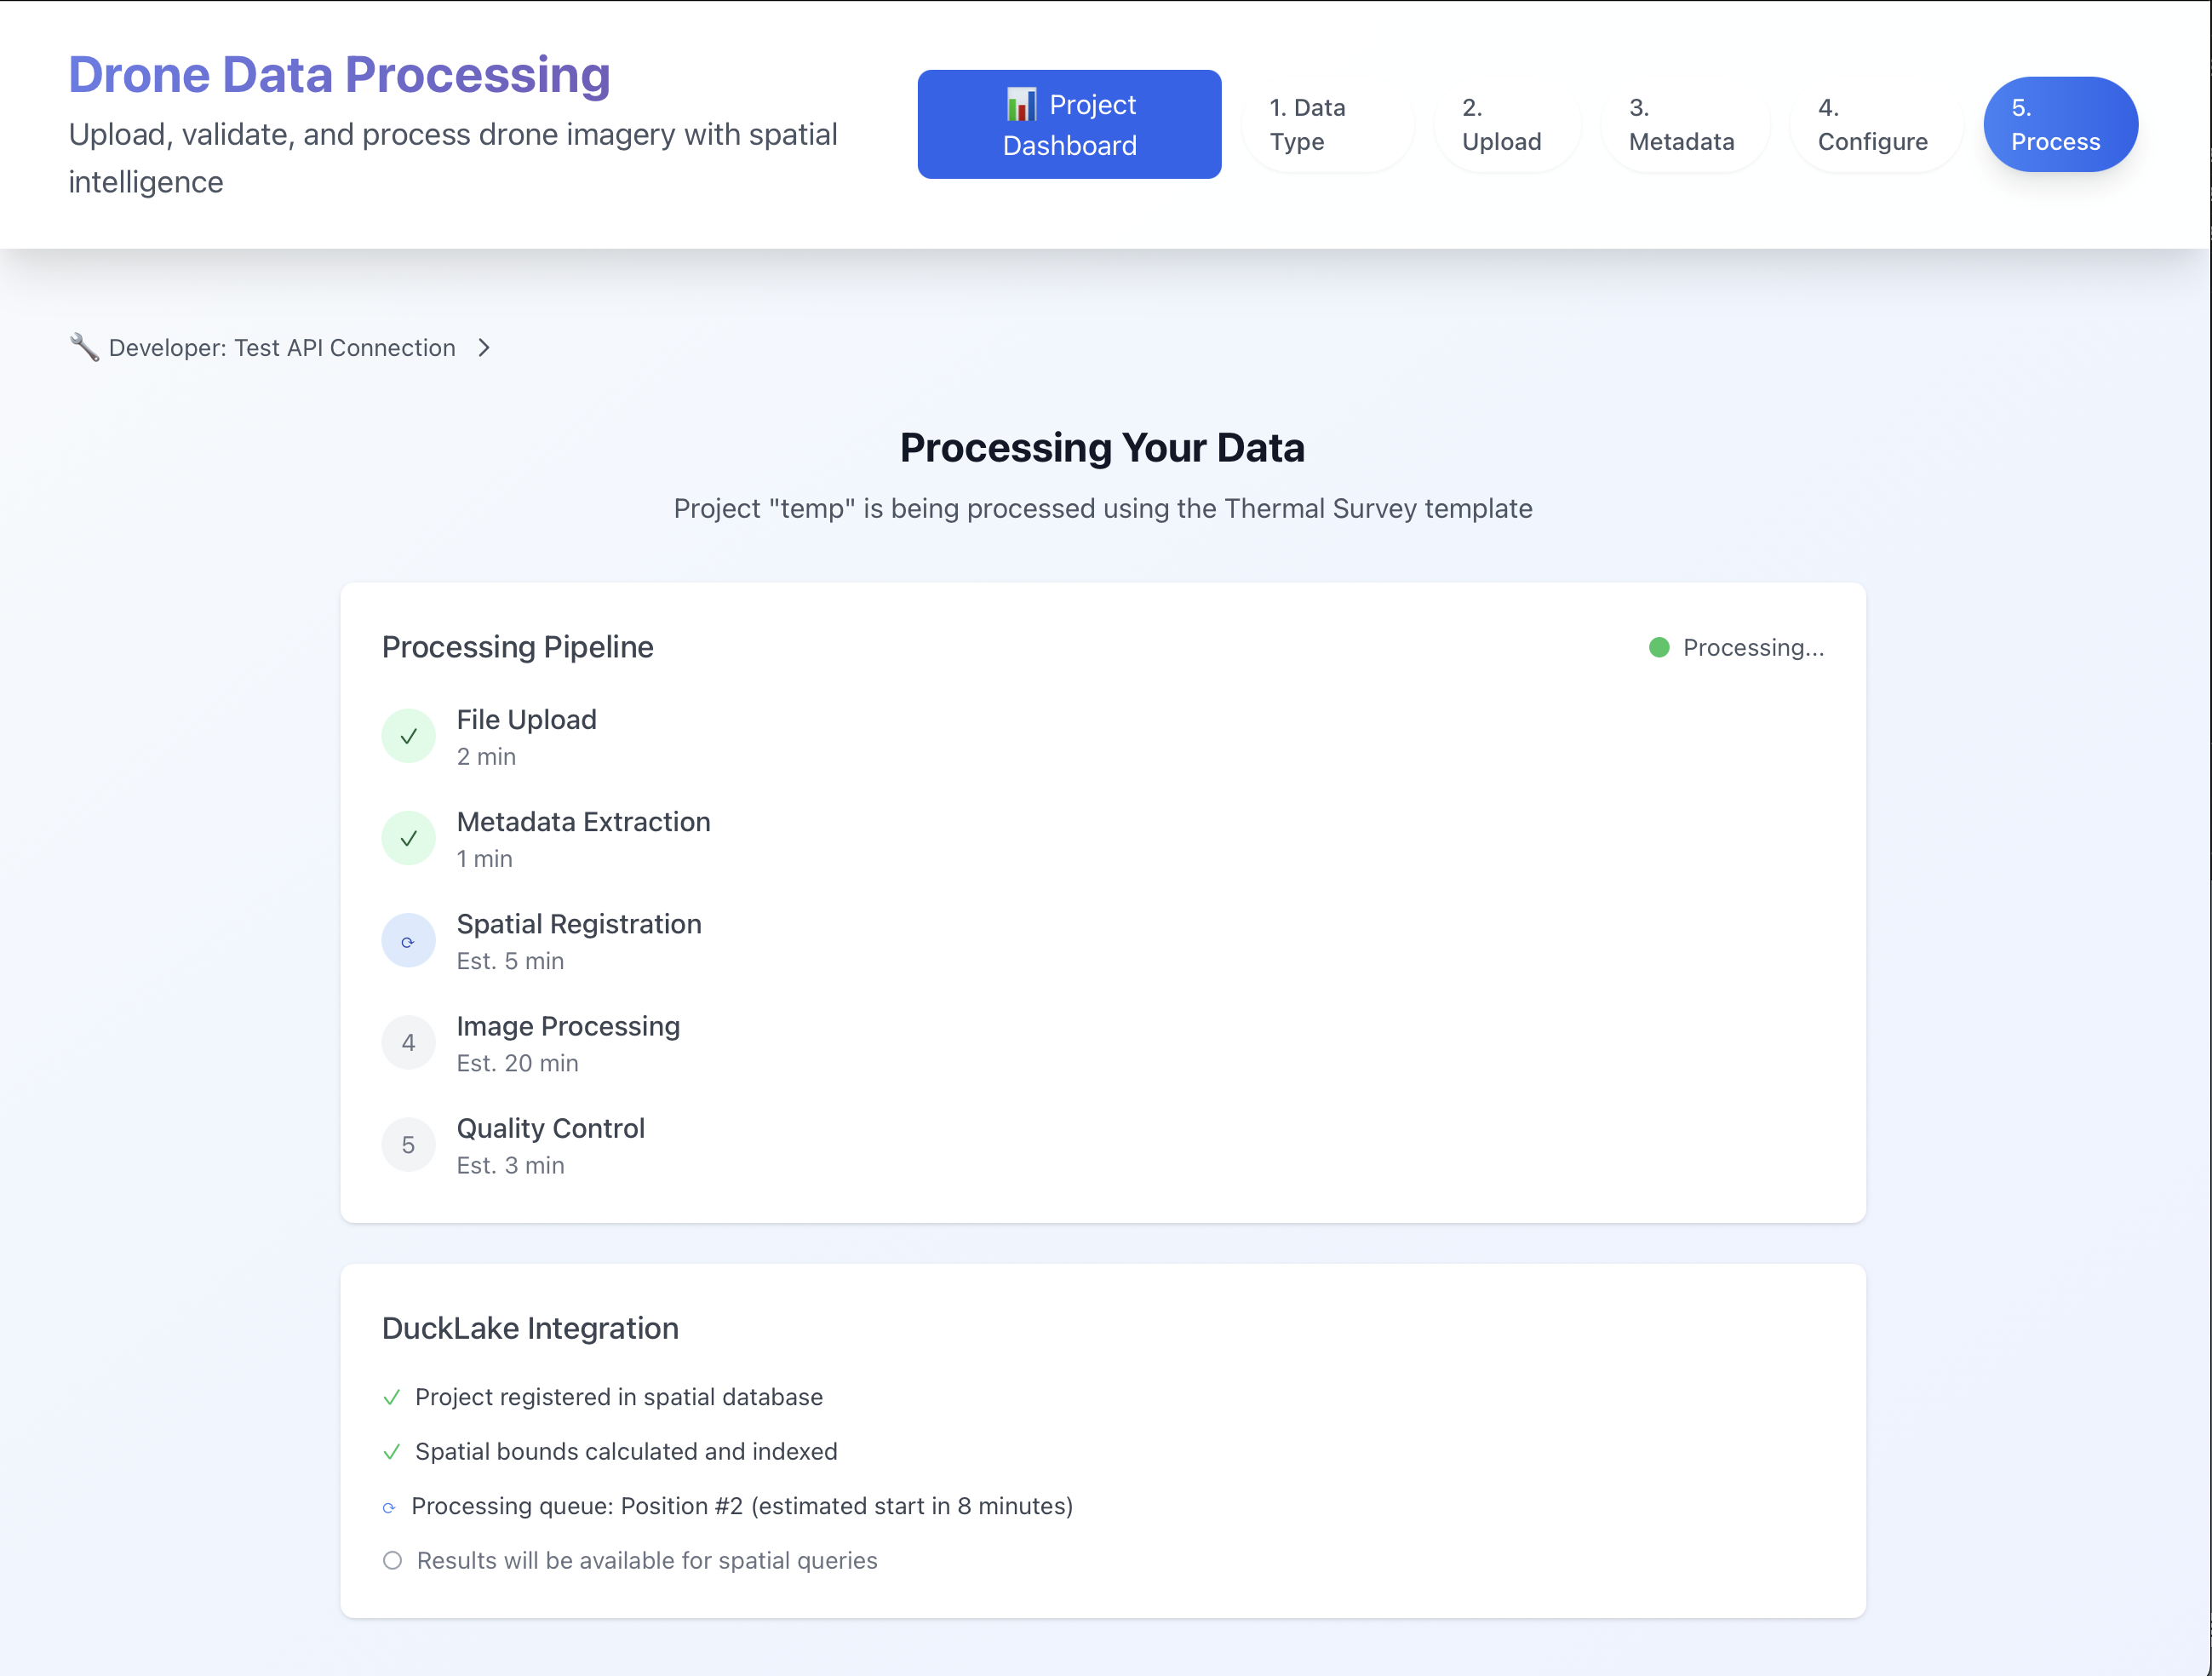 Drone Data Processing
Upload, validate, and process drone imagery with spatial
intelligence
📊 Project
Dashboard
1. Data
Type
2.
Upload
3.
Metadata
4.
Configure
5.
Process
🔧 Developer: Test API Connection
Processing Your Data
Project "temp" is being processed using the Thermal Survey template
Processing Pipeline
Processing...
✓
File Upload
2 min
✓
Metadata Extraction
1 min
⟳
Spatial Registration
Est. 5 min
4
Image Processing
Est. 20 min
5
Quality Control
Est. 3 min
DuckLake Integration
✓ Project registered in spatial database
✓ Spatial bounds calculated and indexed
⟳ Processing queue: Position #2 (estimated start in 8 minutes)
○ Results will be available for spatial queries